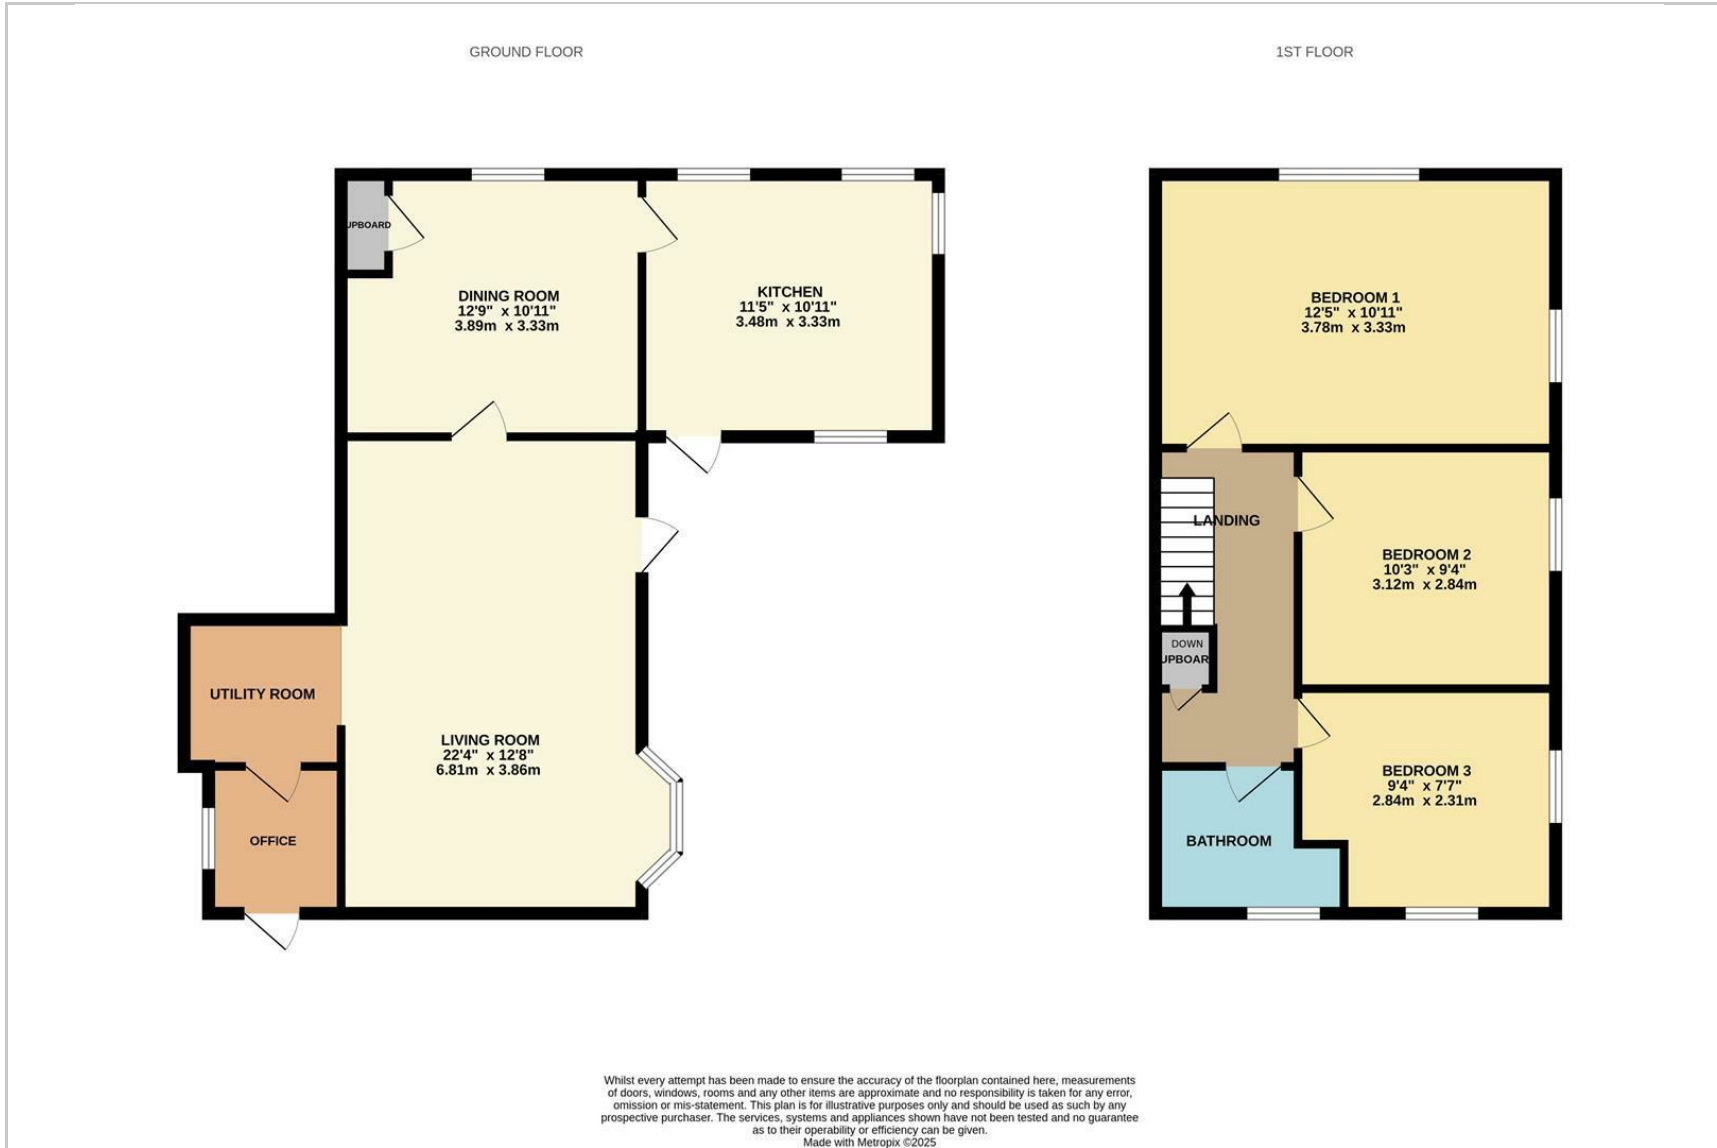 GROUND FLOOR
1ST FLOOR
UPBOARD
DINING ROOM
12'9" x 10'11"
3.89m x 3.33m
KITCHEN
11'5" x 10'11"
3.48m x 3.33m
UTILITY ROOM
LIVING ROOM
22'4" x 12'8"
6.81m x 3.86m
OFFICE
BEDROOM 1
12'5" x 10'11"
3.78m x 3.33m
LANDING
BEDROOM 2
10'3" x 9'4"
3.12m x 2.84m
DOWN
UPBOAR
BEDROOM 3
9'4" x 7'7"
2.84m x 2.31m
BATHROOM
Whilst every attempt has been made to ensure the accuracy of the floorplan contained here, measurements
of doors, windows, rooms and any other items are approximate and no responsibility is taken for any error,
omission or mis-statement. This plan is for illustrative purposes only and should be used as such by any
prospective purchaser. The services, systems and appliances shown have not been tested and no guarantee
as to their operability or efficiency can be given.
Made with Metropix ©2025